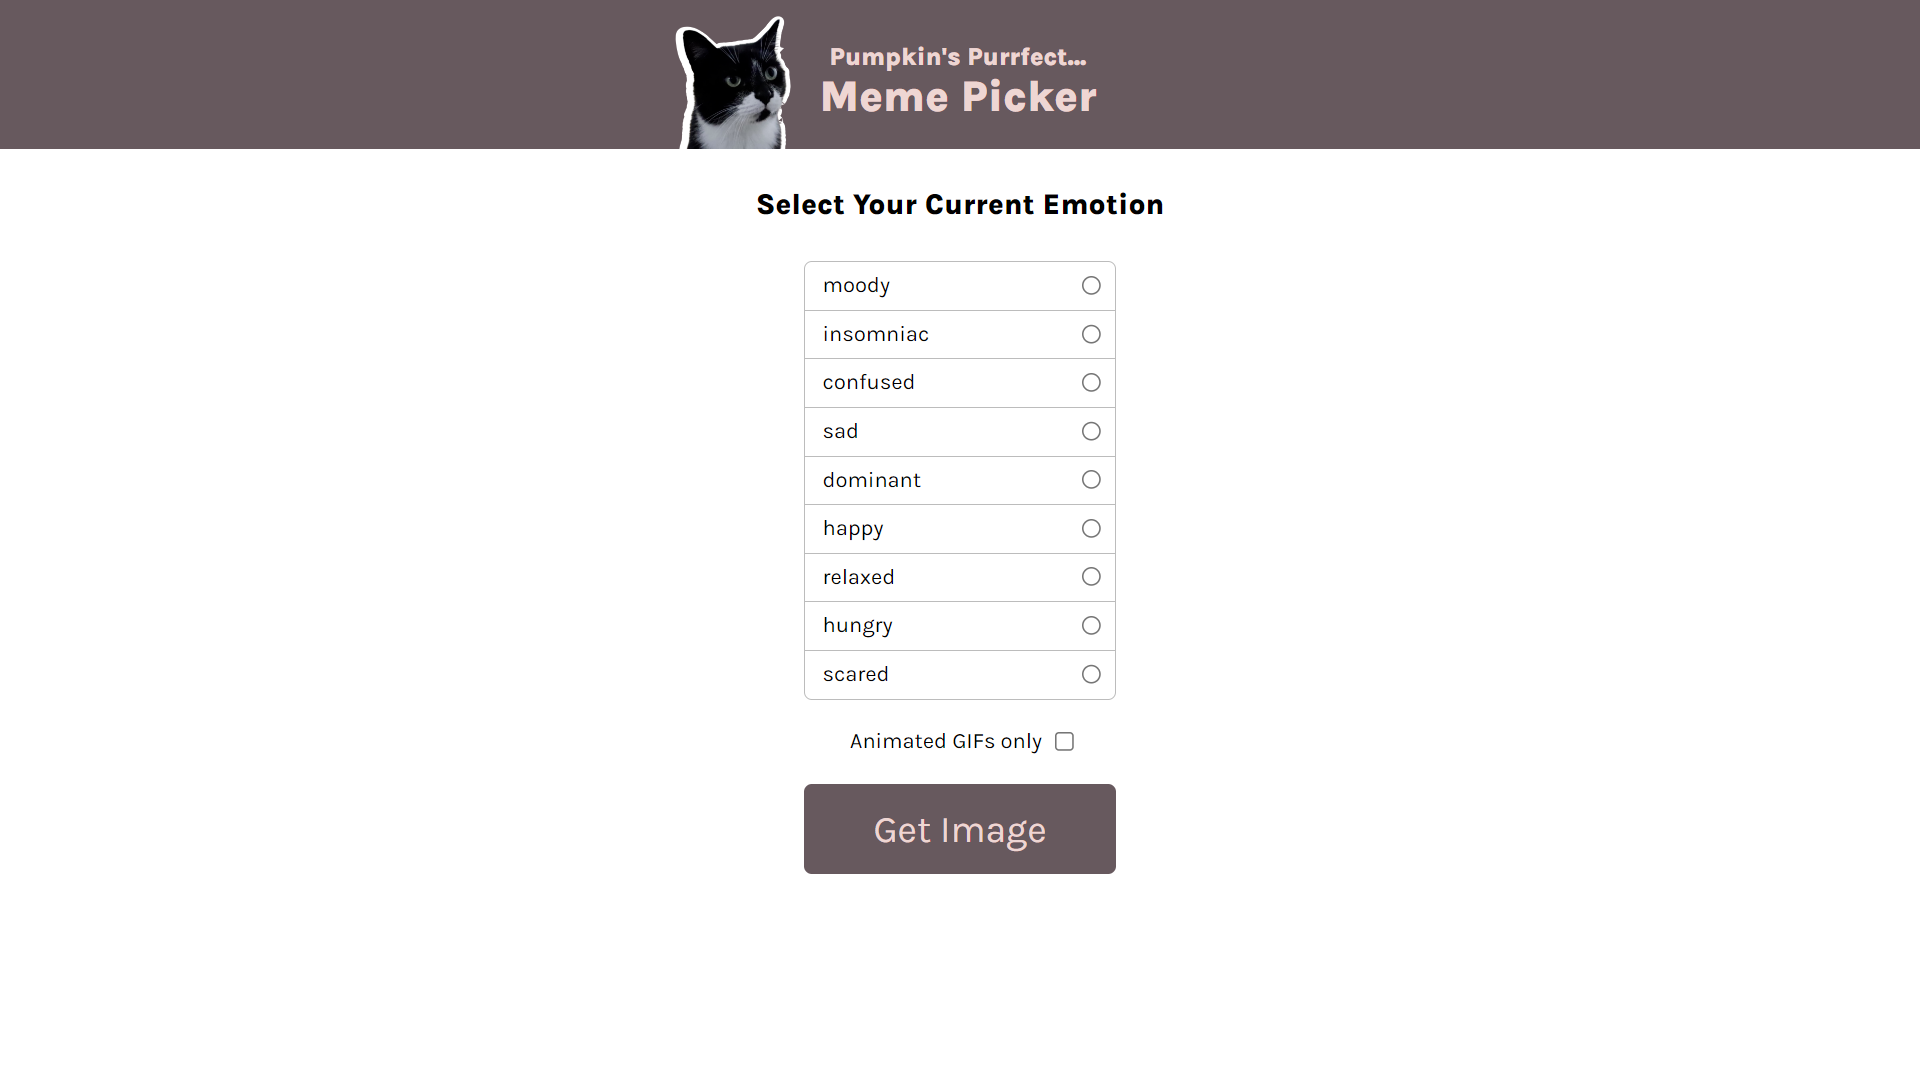 Pumpkin's Purrfect...
Meme Picker
Select Your Current Emotion
moody
insomniac
confused
sad
dominant
happy
relaxed
hungry
scared
Animated GIFs only
Get Image